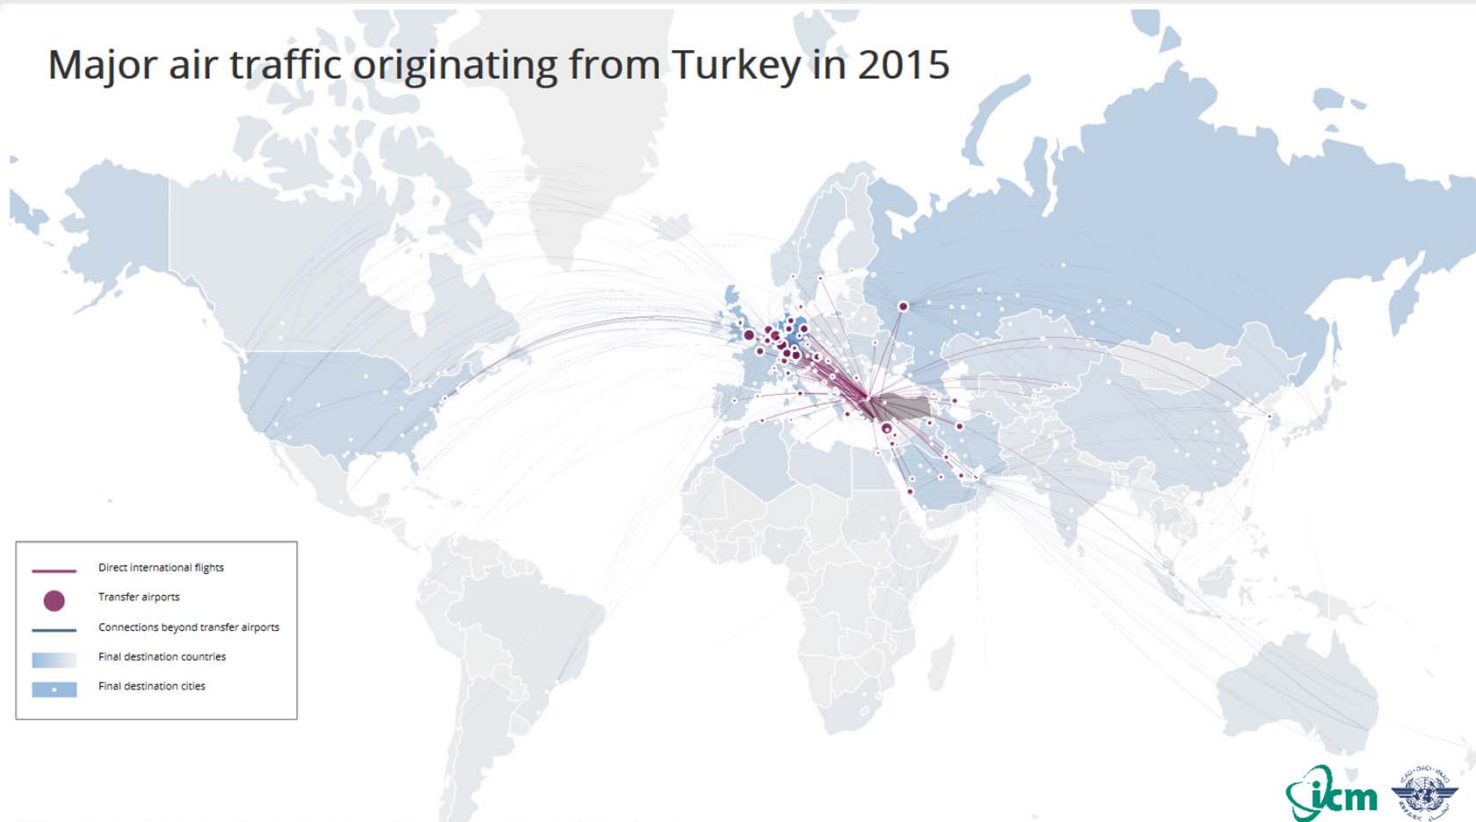 Major air traffic originating from Turkey in 2015
Direct international flights
Transfer airports
Connections beyond transfer airports
Final destination countries
Final destination cities
icm